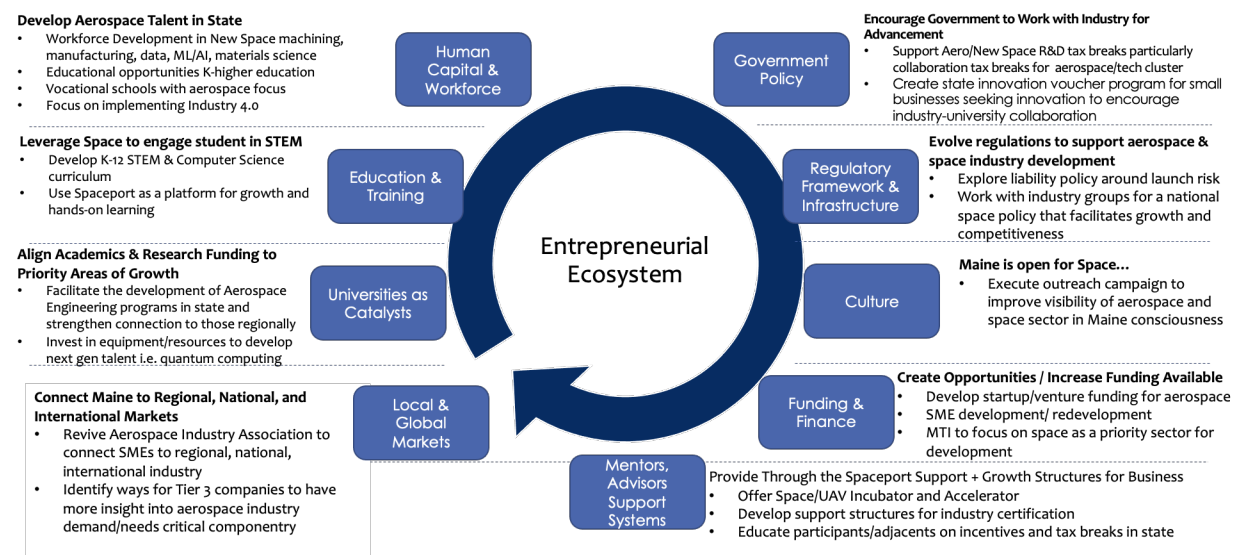 Develop Aerospace Talent in State
• Workforce Development in New Space machining,
manufacturing, data, ML/AI, materials science
• Educational opportunities K-higher education
• Vocational schools with aerospace focus
• Focus on implementing Industry 4.0
Human
Capital &
Workforce
Leverage Space to engage student in STEM
• Develop K-12 STEM & Computer Science
curriculum
• Use Spaceport as a platform for growth and
hands-on learning
Education &
Training
Align Academics & Research Funding to
Priority Areas of Growth
• Facilitate the development of Aerospace
Engineering programs in state and
strengthen connection to those regionally
• Invest in equipment/resources to develop
next gen talent i.e. quantum computing
Universities as
Catalysts
Connect Maine to Regional, National, and
International Markets
• Revive Aerospace Industry Association to
connect SMEs to regional, national,
international industry
• Identify ways for Tier 3 companies to have
more insight into aerospace industry
demand/needs critical componentry
Local &
Global
Markets
Entrepreneurial
Ecosystem
Government
Policy
Encourage Government to Work with Industry for
Advancement
• Support Aero/New Space R&D tax breaks particularly
collaboration tax breaks for aerospace/tech cluster
• Create state innovation voucher program for small
businesses seeking innovation to encourage
industry-university collaboration
Regulatory
Framework &
Infrastructure
Evolve regulations to support aerospace &
space industry development
• Explore liability policy around launch risk
• Work with industry groups for a national
space policy that facilitates growth and
competitiveness
Culture
Maine is open for Space...
• Execute outreach campaign to
improve visibility of aerospace and
space sector in Maine consciousness
Funding &
Finance
Create Opportunities / Increase Funding Available
• Develop startup/venture funding for aerospace
• SME development/ redevelopment
• MTI to focus on space as a priority sector for
development
Mentors,
Advisors
Support
Systems
Provide Through the Spaceport Support + Growth Structures for Business
• Offer Space/UAV Incubator and Accelerator
• Develop support structures for industry certification
• Educate participants/adjacents on incentives and tax breaks in state